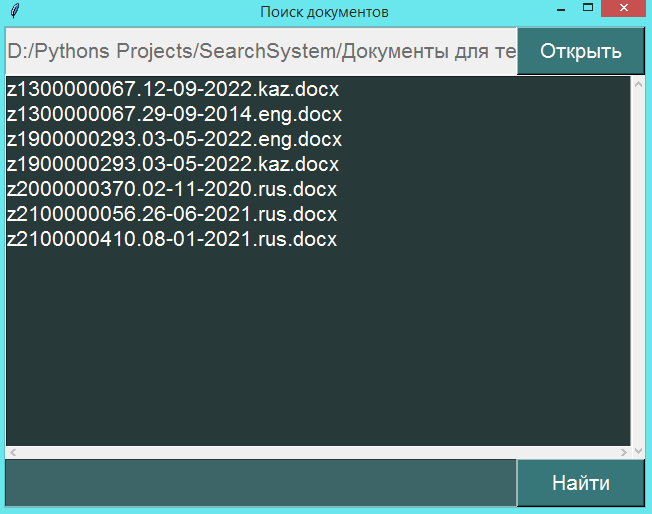 Поиск документов
D:/Pythons Projects/SearchSystem/Документы для те
Открыть
z1300000067.12-09-2022.kaz.docx
z1300000067.29-09-2014.eng.docx
z1900000293.03-05-2022.eng.docx
z1900000293.03-05-2022.kaz.docx
z2000000370.02-11-2020.rus.docx
z2100000056.26-06-2021.rus.docx
z2100000410.08-01-2021.rus.docx
Найти